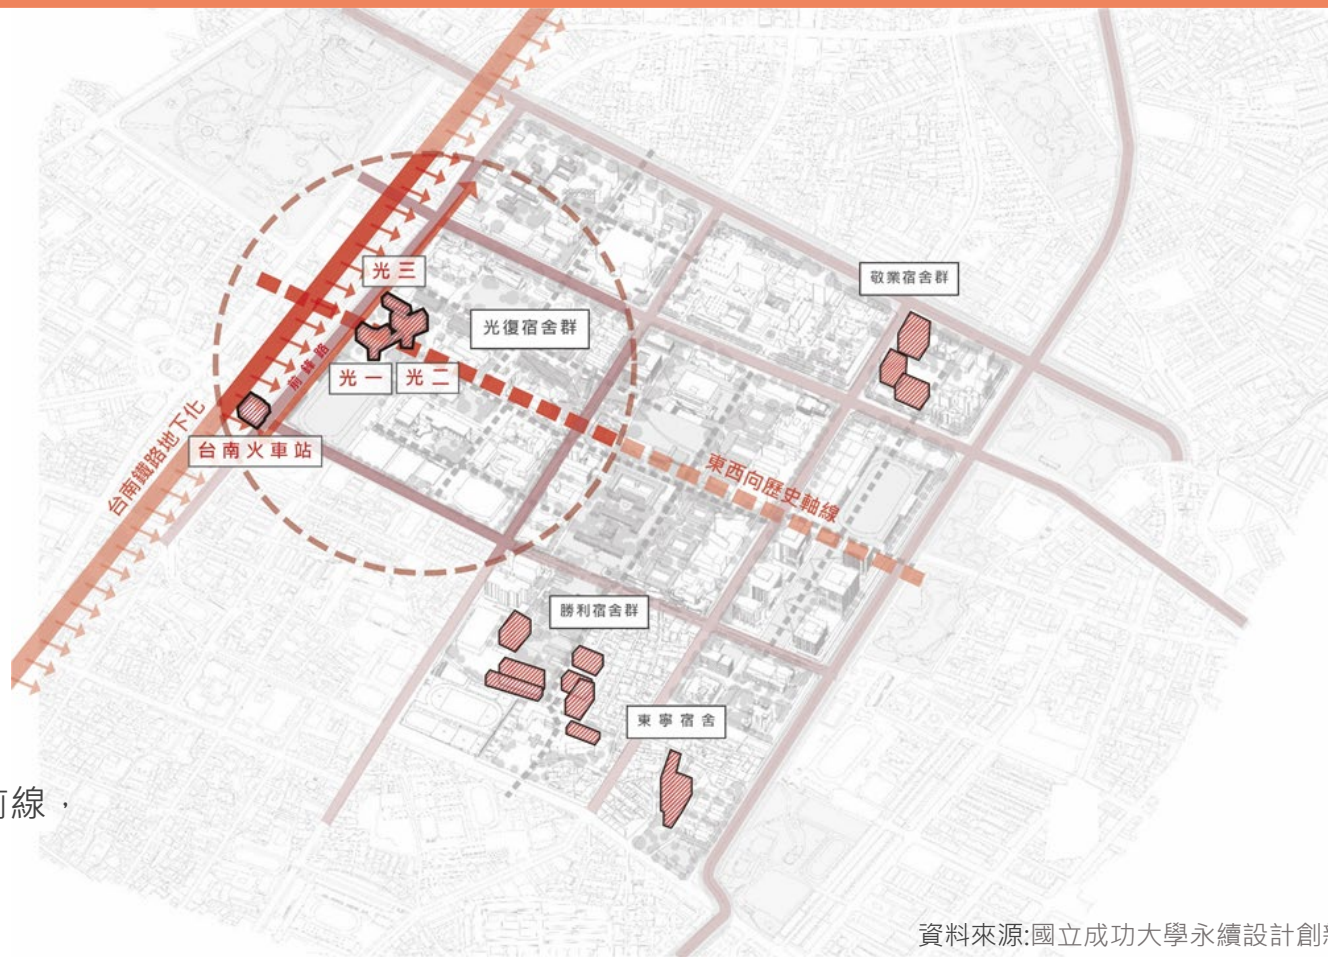 光三
敬業宿舍群
光復宿舍群
前鋒路
光一
光二
台南火車站
台南鐵路地下化
東西向歷史軸線
勝利宿舍群
東寧宿舍
前線，
資料來源:國立成功大學永續設計創新